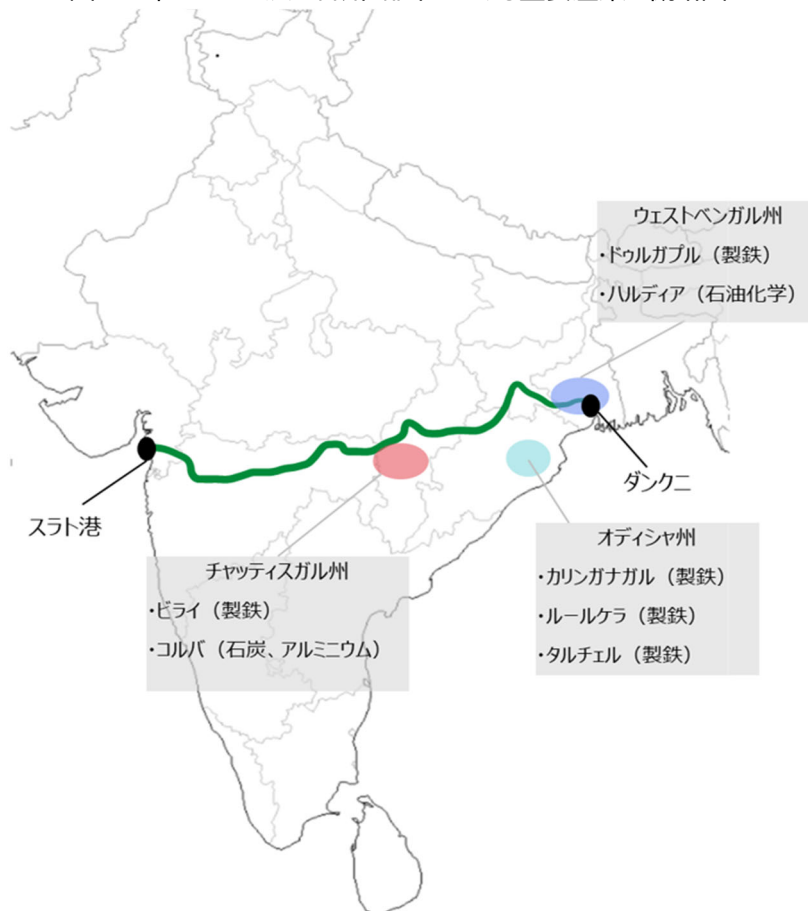 ウェストベンガル州
・ドゥルガプル（製鉄）
・ハルディア（石油化学）
ダンクニ
スラト港
オディシャ州
・カリンガナガル（製鉄）
・ルールケラ（製鉄）
・タルチェル（製鉄）
チャッティスガル州
・ビライ（製鉄）
・コルバ（石炭、アルミニウム）